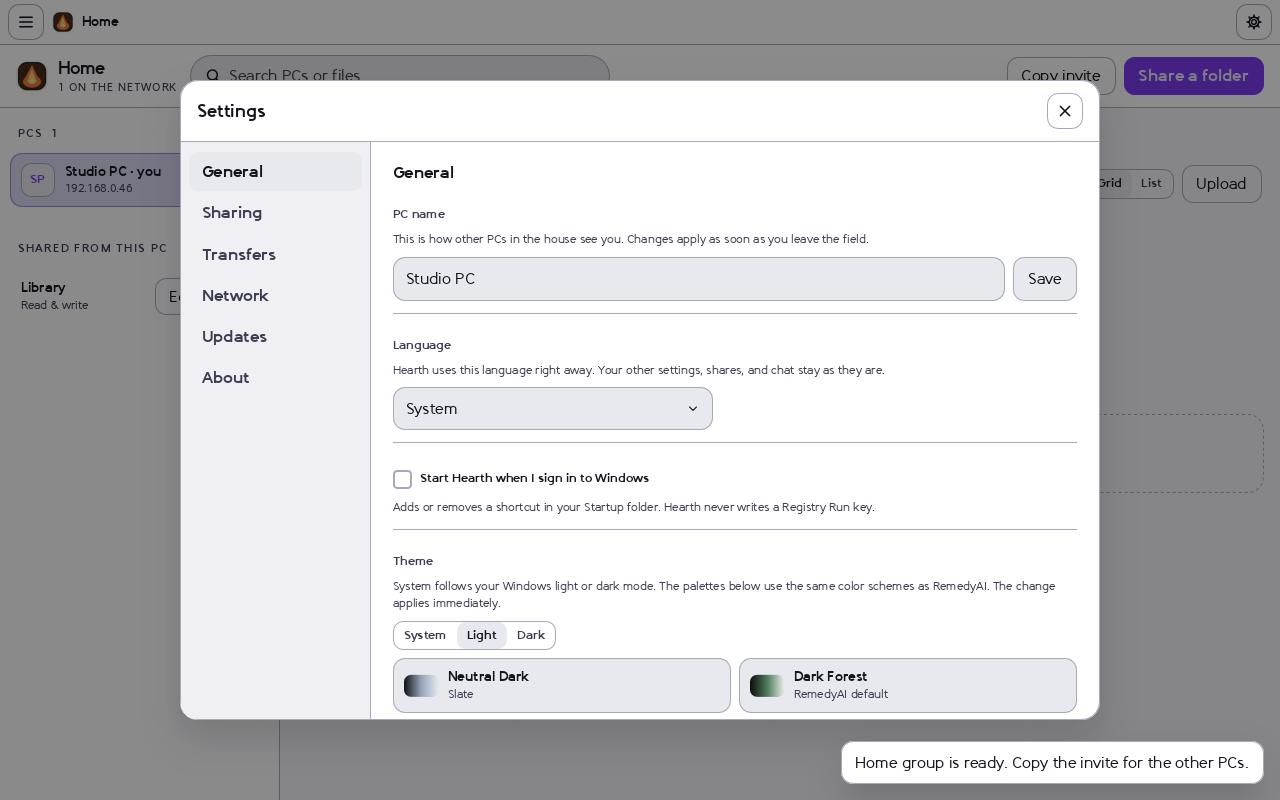 Home
Home
1 ON THE NETWORK
Search PCs or files
Copy invite
Share a folder
PCS 1
SP
Studio PC · you
192.168.0.46
Grid
List
Upload
SHARED FROM THIS PC
Library
Read & write
Settings
General
Sharing
Transfers
Network
Updates
About
General
PC name
This is how other PCs in the house see you. Changes apply as soon as you leave the field.
Studio PC
Save
Language
Hearth uses this language right away. Your other settings, shares, and chat stay as they are.
System
Start Hearth when I sign in to Windows
Adds or removes a shortcut in your Startup folder. Hearth never writes a Registry Run key.
Theme
System follows your Windows light or dark mode. The palettes below use the same color schemes as RemedyAI. The change
applies immediately.
System
Light
Dark
Neutral Dark
Slate
Dark Forest
RemedyAI default
Home group is ready. Copy the invite for the other PCs.